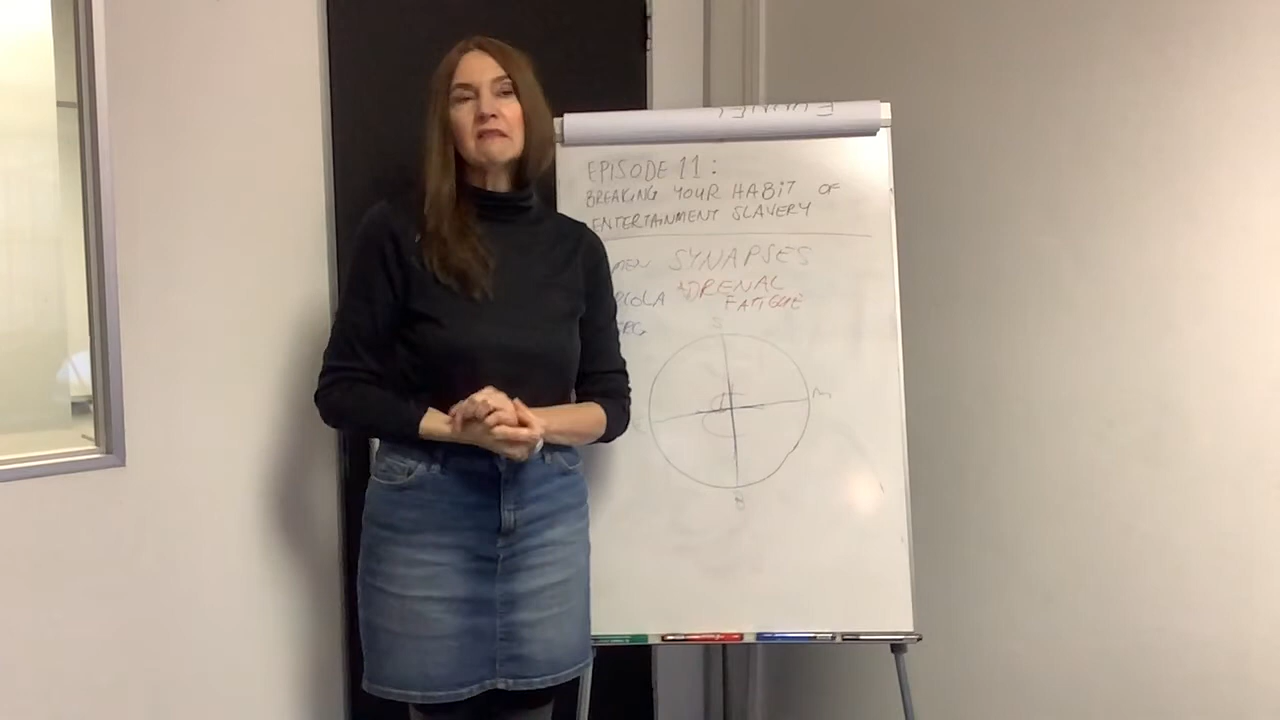 EPISODE 11:
BREAKING YOUR HABIT OF
ENTERTAINMENT SLAVERY
SYNAPSES
ADRENAL
FATIGUE
S
M
B
E